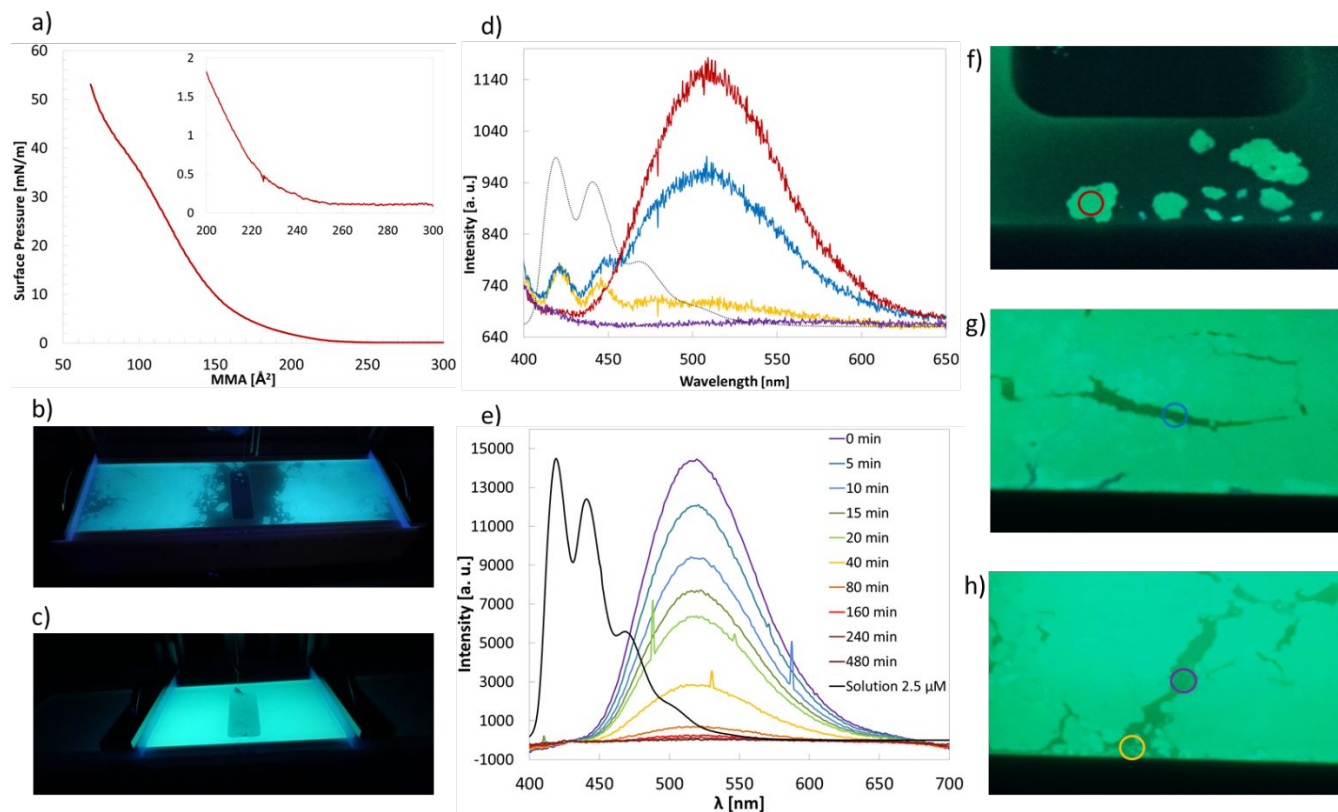 a)
60
50
40
30
20
10
0
50
100
150
200
250
300
Surface Pressure [mN/m]
MMA [Å²]
2
1.5
1
0.5
0
200
220
240
260
280
300
b)
c)
d)
1140
1040
940
840
740
640
400
450
500
550
600
650
Intensity [a. u.]
Wavelength [nm]
e)
15000
13000
11000
9000
7000
5000
3000
1000
-1000
400
450
500
550
600
650
700
Intensity [a. u.]
λ [nm]
0 min
5 min
10 min
15 min
20 min
40 min
80 min
160 min
240 min
480 min
Solution 2.5 µM
f)
g)
h)